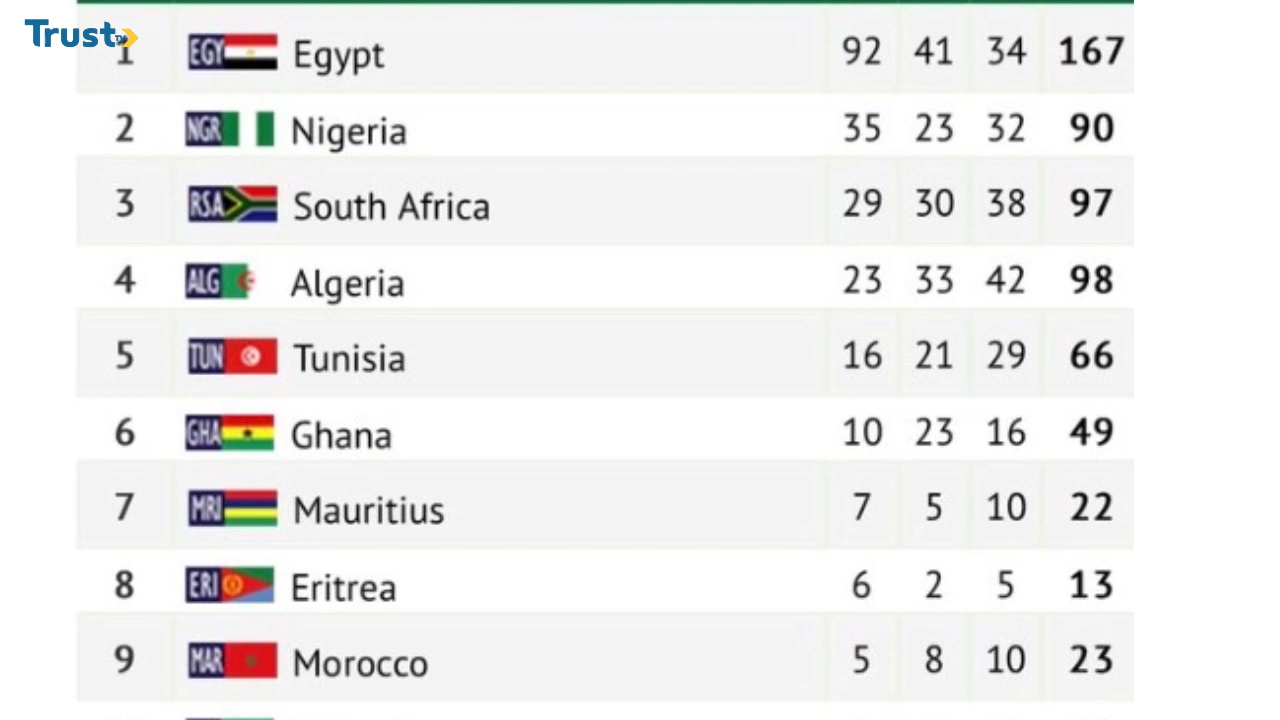 Trust TV
1 EGY Egypt 92 41 34 167
2 NGR Nigeria 35 23 32 90
3 RSA South Africa 29 30 38 97
4 ALG Algeria 23 33 42 98
5 TUN Tunisia 16 21 29 66
6 GHA Ghana 10 23 16 49
7 MRI Mauritius 7 5 10 22
8 ERI Eritrea 6 2 5 13
9 MAR Morocco 5 8 10 23